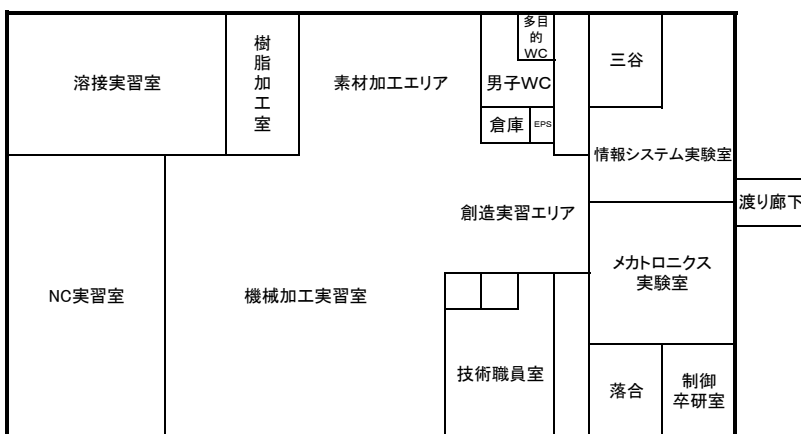 溶接実習室
樹
脂
加
工
室
素材加工エリア
多目
的
WC
男子WC
倉庫
EPS
三谷
情報システム実験室
渡り廊下
創造実習エリア
メカトロニクス
実験室
NC実習室
機械加工実習室
技術職員室
落合
制御
卒研室